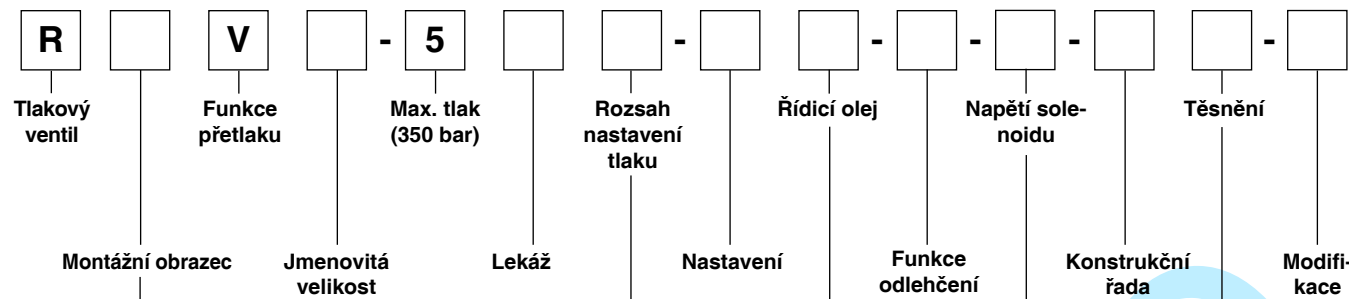 R V - 5 - - - - -
Tlakový
ventil
Funkce
přetlaku
Max. tlak
(350 bar)
Rozsah
nastavení
tlaku
Řídicí olej
Napětí sole-
noidu
Těsnění
Montážní obrazec
Jmenovitá
velikost
Lekáž
Nastavení
Funkce
odlehčení
Konstrukční
řada
Modifi-
kace